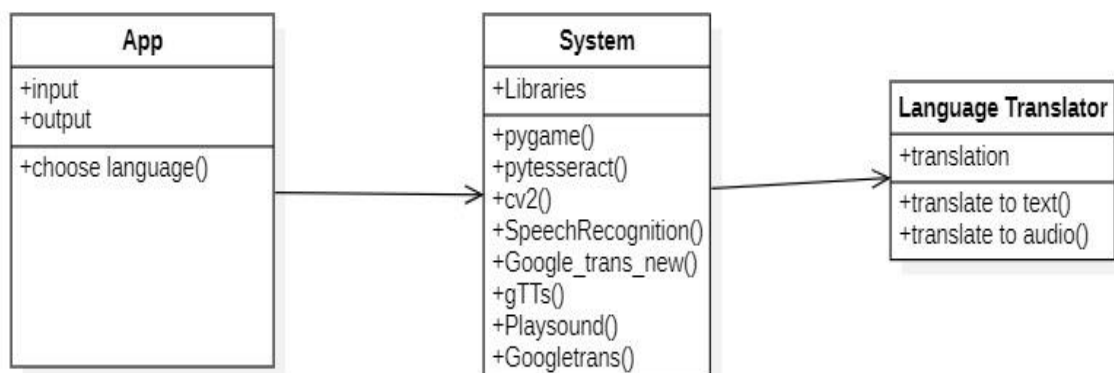 App
+input
+output
+choose language()
System
+Libraries
+pygame()
+pytesseract()
+cv2()
+SpeechRecognition()
+Google_trans_new()
+gTTs()
+Playsound()
+Googletrans()
Language Translator
+translation
+translate to text()
+translate to audio()